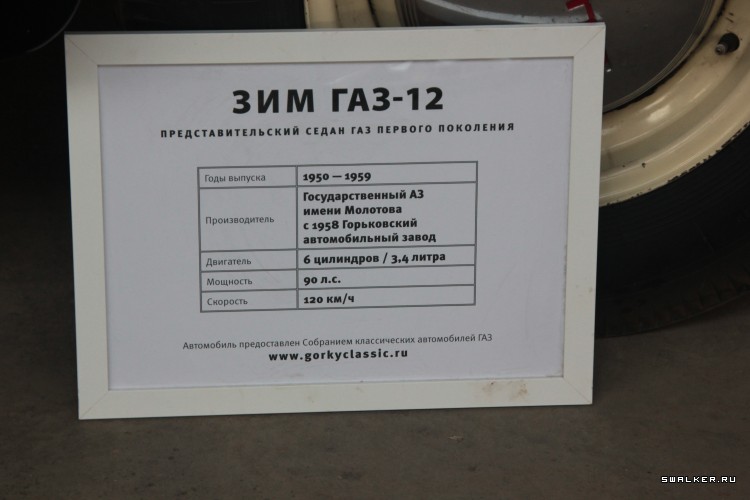 ЗИМ ГАЗ-12
ПРЕДСТАВИТЕЛЬСКИЙ СЕДАН ГАЗ ПЕРВОГО ПОКОЛЕНИЯ
Годы выпуска 1950 — 1959
Производитель Государственный АЗ
имени Молотова
с 1958 Горьковский
автомобильный завод
Двигатель 6 цилиндров / 3,4 литра
Мощность 90 л.с.
Скорость 120 км/ч
Автомобиль предоставлен Собранием классических автомобилей ГАЗ
www.gorkyclassic.ru
SWALKER.RU